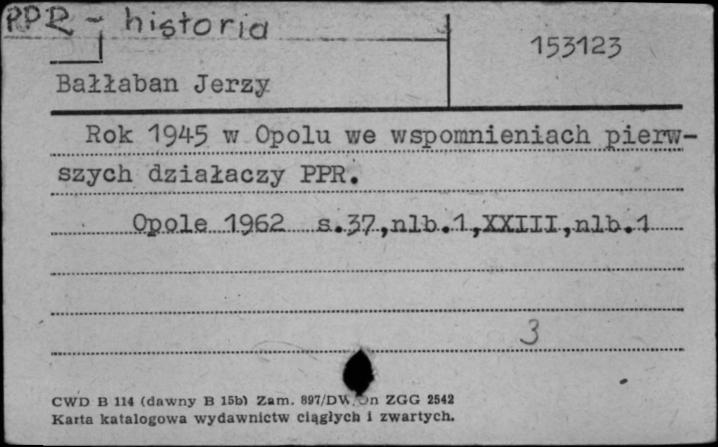 PPR - historia
153123
Bałłaban Jerzy
Rok 1945 w Opolu we wspomnieniach pierw-
szych działaczy PPR.
Opole 1962 s.37,nlb.1,XXIII,nlb.1
3
CWD B 114 (dawny B 15b) Zam. 897/DW. ZGG 2542
Karta katalogowa wydawnictw ciągłych i zwartych.